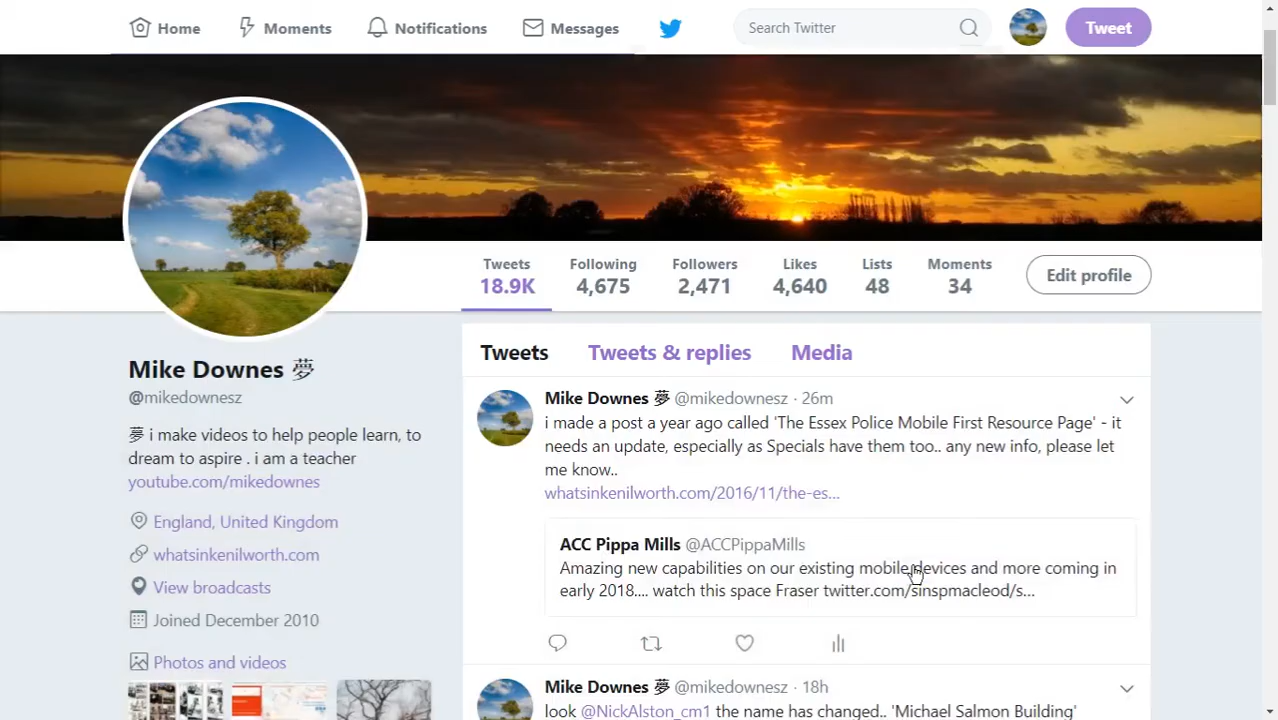 Home Moments Notifications Messages Search Twitter Tweet
Tweets Following Followers Likes Lists Moments
18.9K 4,675 2,471 4,640 48 34 Edit profile
Mike Downes 夢
@mikedownesz
夢 i make videos to help people learn, to
dream to aspire . i am a teacher
youtube.com/mikedownes
England, United Kingdom
whatsinkenilworth.com
View broadcasts
Joined December 2010
Photos and videos
Tweets Tweets & replies Media
Mike Downes 夢 @mikedownesz · 26m
i made a post a year ago called 'The Essex Police Mobile First Resource Page' - it
needs an update, especially as Specials have them too.. any new info, please let
me know..
whatsinkenilworth.com/2016/11/the-es...
ACC Pippa Mills @ACCPippaMills
Amazing new capabilities on our existing mobile devices and more coming in
early 2018.... watch this space Fraser twitter.com/sinspmacleod/s...
Mike Downes 夢 @mikedownesz · 18h
look @NickAlston_cm1 the name has changed.. 'Michael Salmon Building'